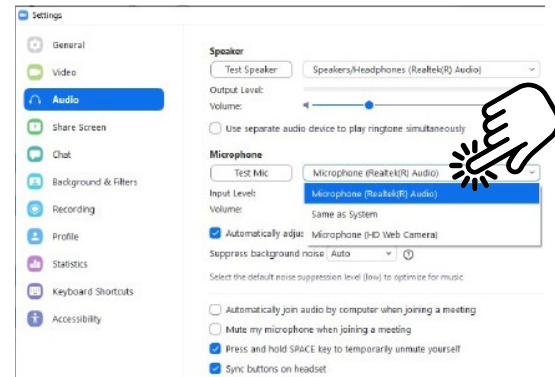 Settings
General
Video
Audio
Share Screen
Chat
Background & Filters
Recording
Profile
Statistics
Keyboard Shortcuts
Accessibility
Speaker
Test Speaker Speakers/Headphones (Realtek(R) Audio)
Output Level:
Volume:
Use separate audio device to play ringtone simultaneously
Microphone
Test Mic Microphone (Realtek(R) Audio)
Input Level: Microphone (Realtek(R) Audio)
Volume: Same as System
Automatically adju Microphone (HD Web Camera)
Suppress background noise Auto
Select the default noise suppression level (low) to optimize for music
Automatically join audio by computer when joining a meeting
Mute my microphone when joining a meeting
Press and hold SPACE key to temporarily unmute yourself
Sync buttons on headset